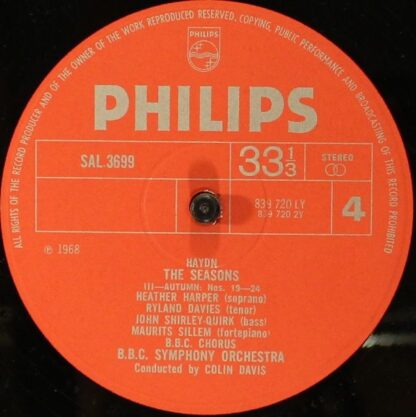 ALL RIGHTS OF THE RECORD PRODUCER AND OF THE OWNER OF THE WORK REPRODUCED RESERVED. COPYING, PUBLIC PERFORMANCE AND BROADCASTING OF THIS RECORD PROHIBITED
PHILIPS
PHILIPS
SAL 3699
33 1/3
STEREO
839 720 LY
839 720 2Y
4
℗ 1968
HAYDN
THE SEASONS
III—AUTUMN: Nos. 19—24
HEATHER HARPER (soprano)
RYLAND DAVIES (tenor)
JOHN SHIRLEY-QUIRK (bass)
MAURITS SILLEM (fortepiano)
B.B.C. CHORUS
B.B.C. SYMPHONY ORCHESTRA
Conducted by COLIN DAVIS